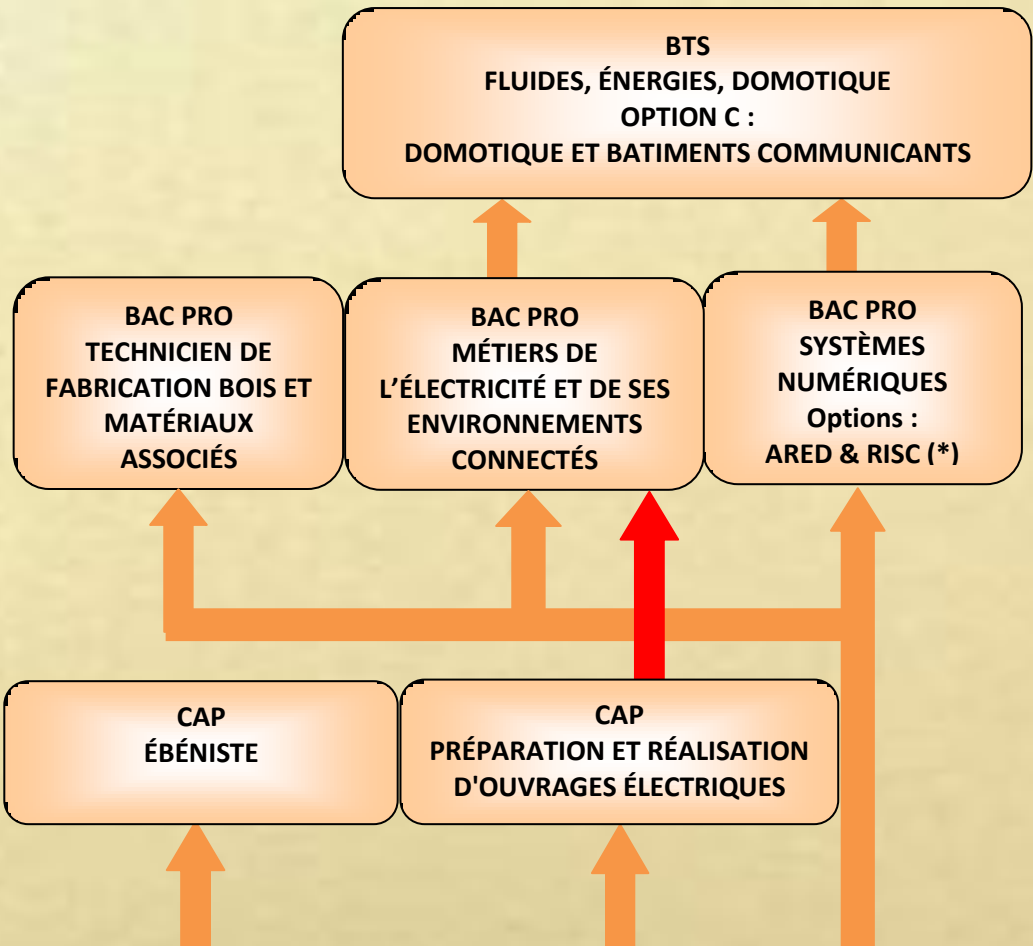 BTS
FLUIDES, ÉNERGIES, DOMOTIQUE
OPTION C :
DOMOTIQUE ET BATIMENTS COMMUNICANTS
BAC PRO
TECHNICIEN DE
FABRICATION BOIS ET
MATÉRIAUX
ASSOCIÉS
BAC PRO
MÉTIERS DE
L'ÉLECTRICITÉ ET DE SES
ENVIRONNEMENTS
CONNECTÉS
BAC PRO
SYSTÈMES
NUMÉRIQUES
Options :
ARED & RISC (*)
CAP
ÉBÉNISTE
CAP
PRÉPARATION ET RÉALISATION
D'OUVRAGES ÉLECTRIQUES